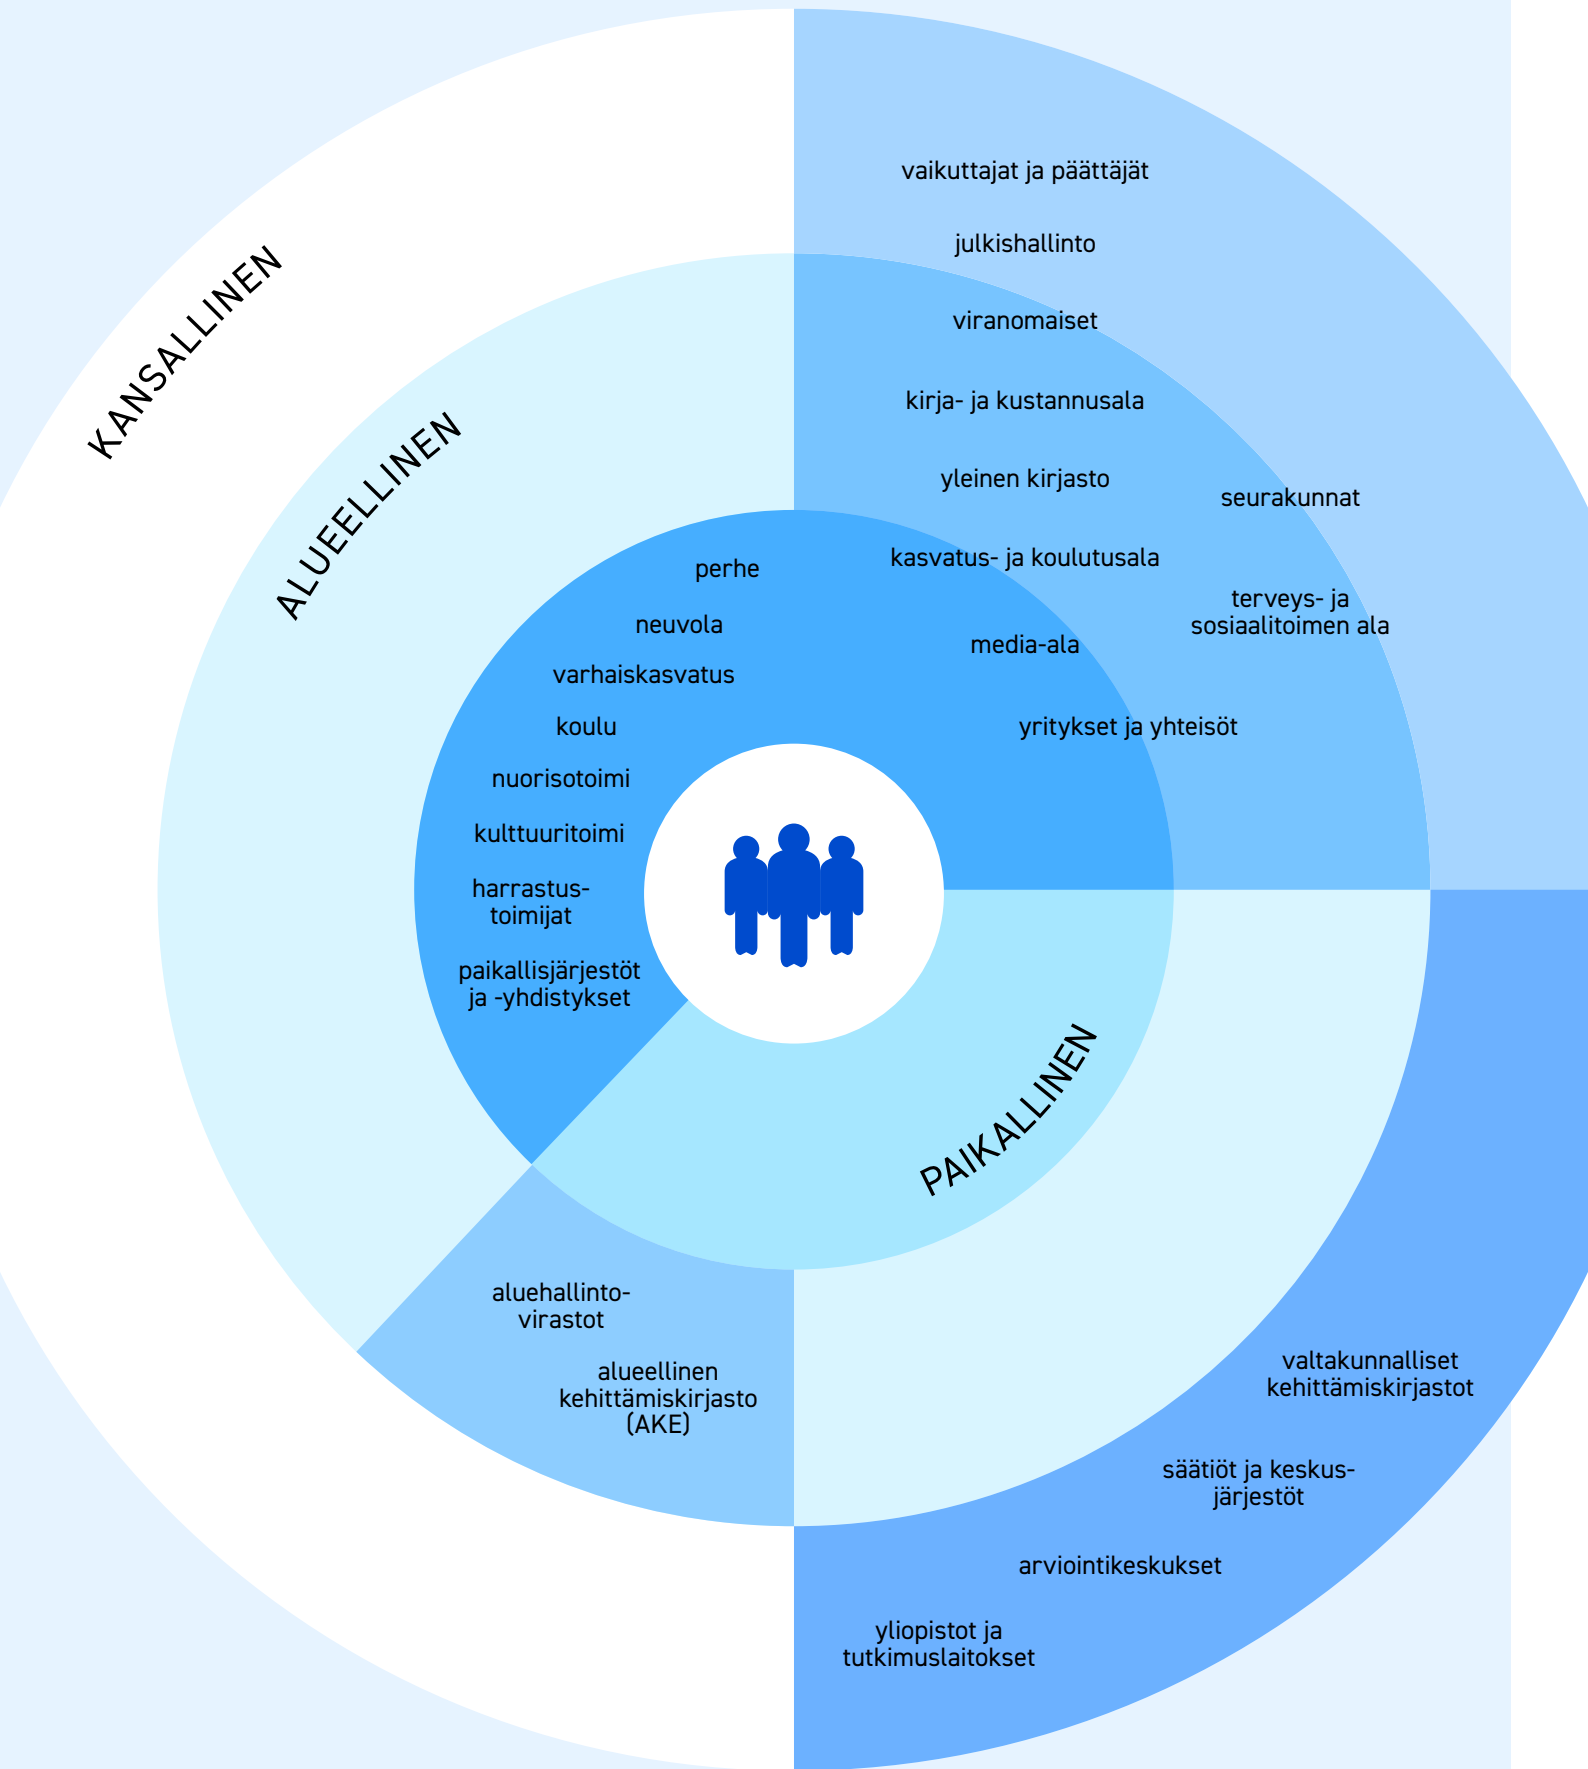 KANSALLINEN
ALUEELLINEN
PAIKALLINEN
vaikuttajat ja päättäjät
julkishallinto
viranomaiset
kirja- ja kustannusala
yleinen kirjasto
seurakunnat
kasvatus- ja koulutusala
terveys- ja
sosiaalitoimen ala
media-ala
yritykset ja yhteisöt
perhe
neuvola
varhaiskasvatus
koulu
nuorisotoimi
kulttuuritoimi
harrastus-
toimijat
paikallisjärjestöt
ja -yhdistykset
aluehallinto-
virastot
alueellinen
kehittämiskirjasto
(AKE)
valtakunnalliset
kehittämiskirjastot
säätiöt ja keskus-
järjestöt
arviointikeskukset
yliopistot ja
tutkimuslaitokset